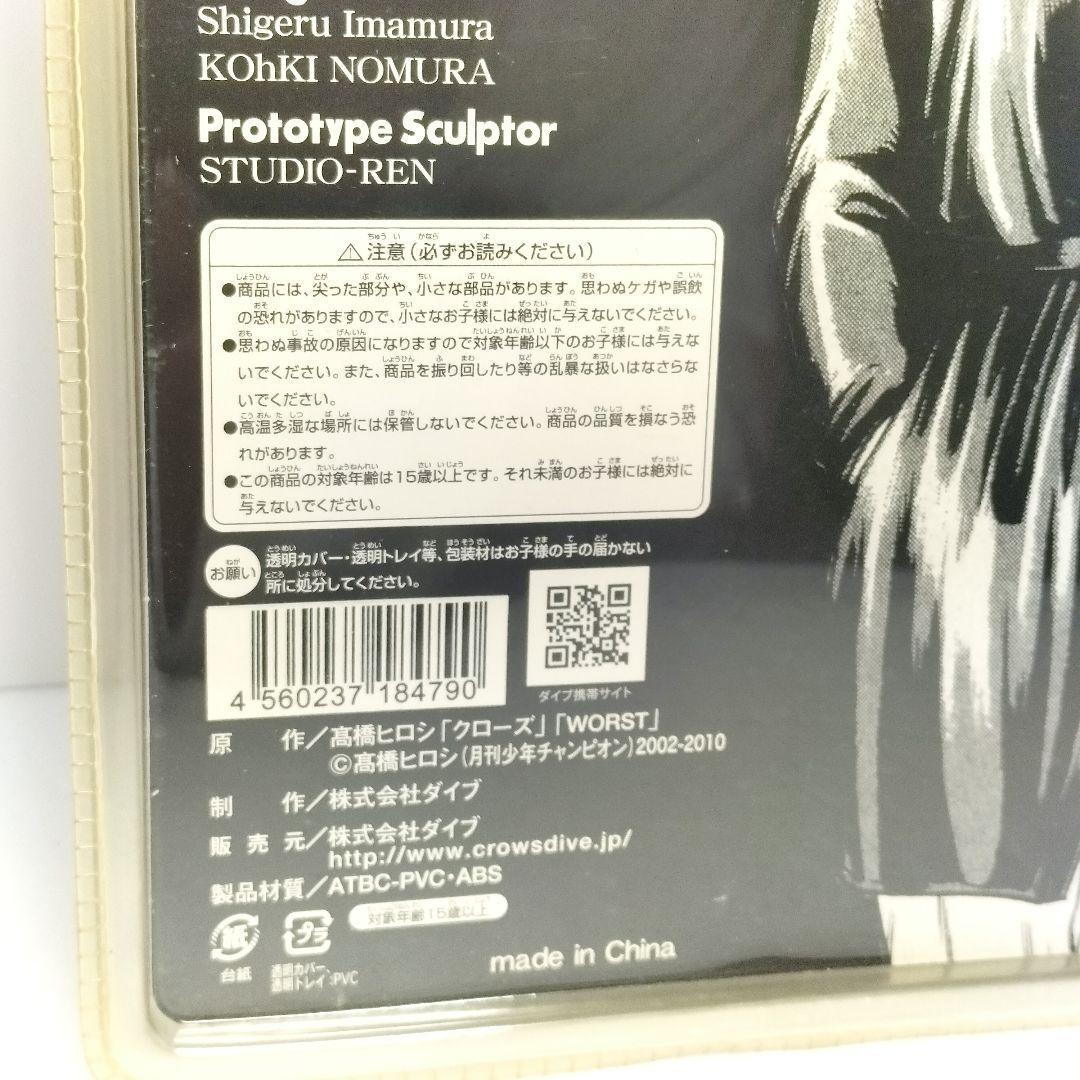 Shigeru Imamura
KOhKI NOMURA
Prototype Sculptor
STUDIO-REN
⚠注意(必ずお読みください)
●商品には、尖った部分や、小さな部品があります。思わぬケガや誤飲
の恐れがありますので、小さなお子様には絶対に与えないでください。
●思わぬ事故の原因になりますので対象年齢以下のお子様には与えな
いでください。また、商品を振り回したり等の乱暴な扱いはなさらな
いでください。
●高温多湿な場所には保管しないでください。商品の品質を損なう恐
れがあります。
●この商品の対象年齢は15歳以上です。それ未満のお子様には絶対に
与えないでください。
お願い
透明カバー・透明トレイ等、包装材はお子様の手の届かない
所に処分してください。
4 560237 184790
ダイブ携帯サイト
原 作/髙橋ヒロシ「クローズ」「WORST」
©髙橋ヒロシ(月刊少年チャンピオン)2002-2010
制 作/株式会社ダイブ
販 売 元/株式会社ダイブ
http://www.crowsdive.jp/
製品材質/ATBC-PVC・ABS
対象年齢15歳以上
紙
プラ
台紙
透明カバー、
透明トレイ:PVC
made in China